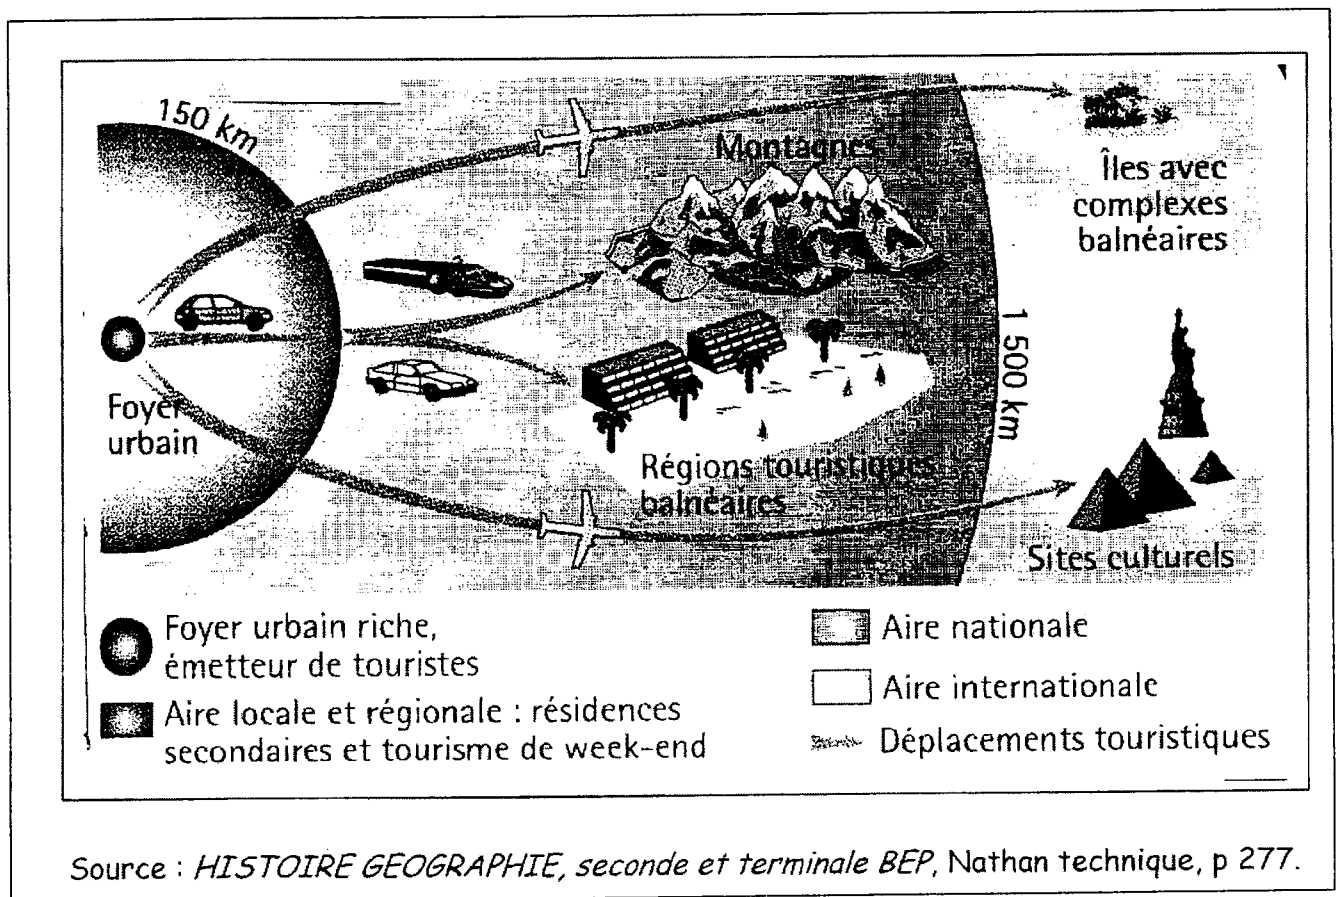 150 km
Montagnes
Îles avec
complexes
balnéaires
1 500 km
Foyer
urbain
Régions touristiques
balnéaires
Sites culturels
Foyer urbain riche,
émetteur de touristes
Aire locale et régionale : résidences
secondaires et tourisme de week-end
Aire nationale
Aire internationale
Déplacements touristiques
Source : HISTOIRE GEOGRAPHIE, seconde et terminale BEP, Nathan technique, p 277.